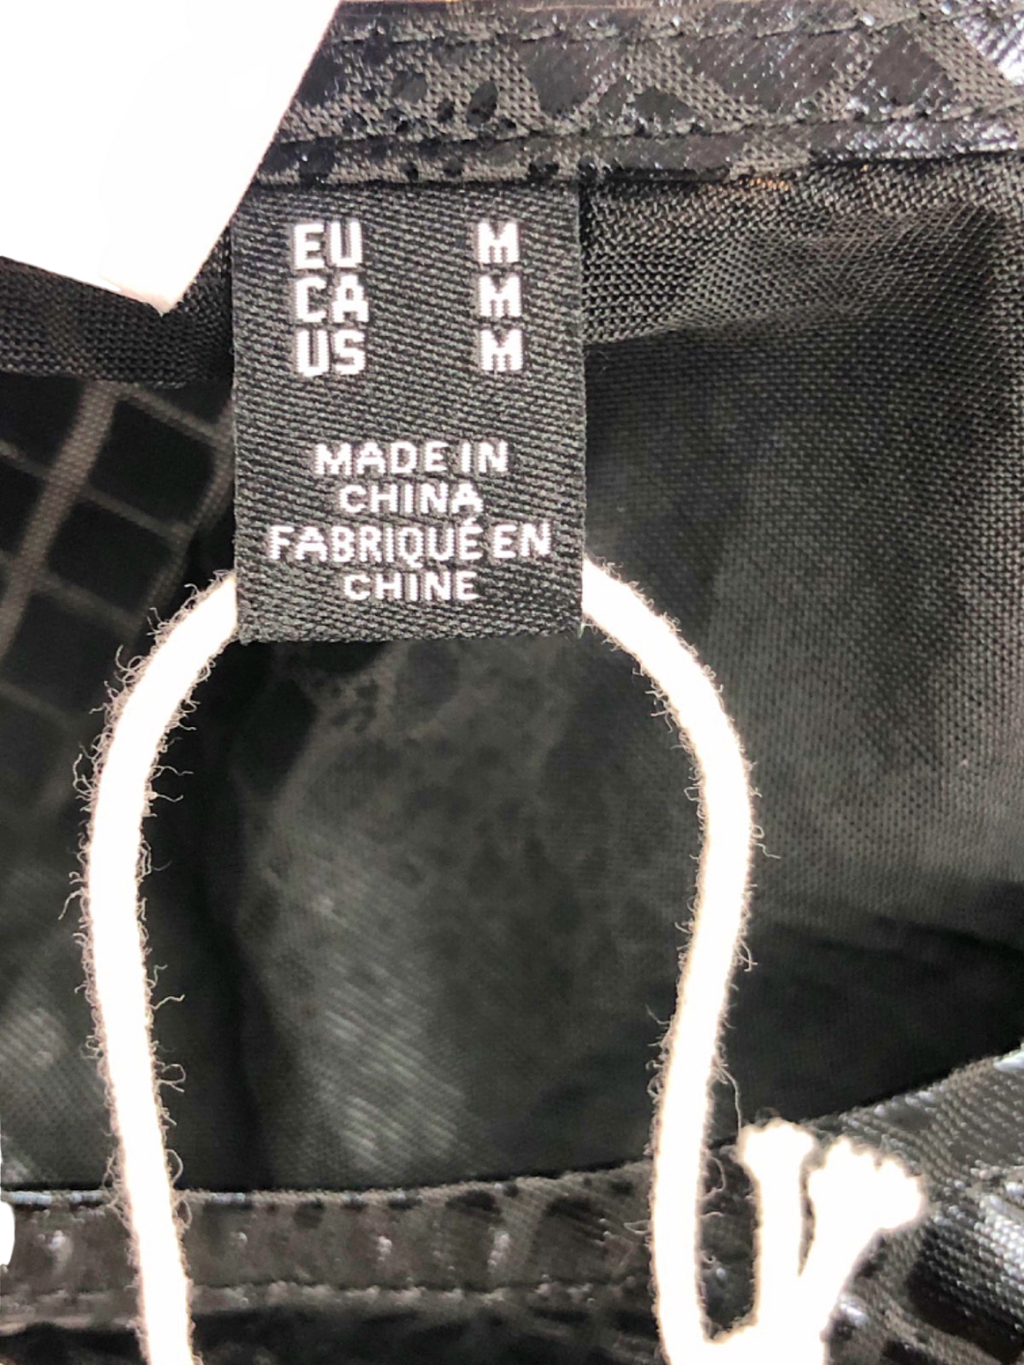 EU M
CA M
US M
MADE IN
CHINA
FABRIQUÉ EN
CHINE